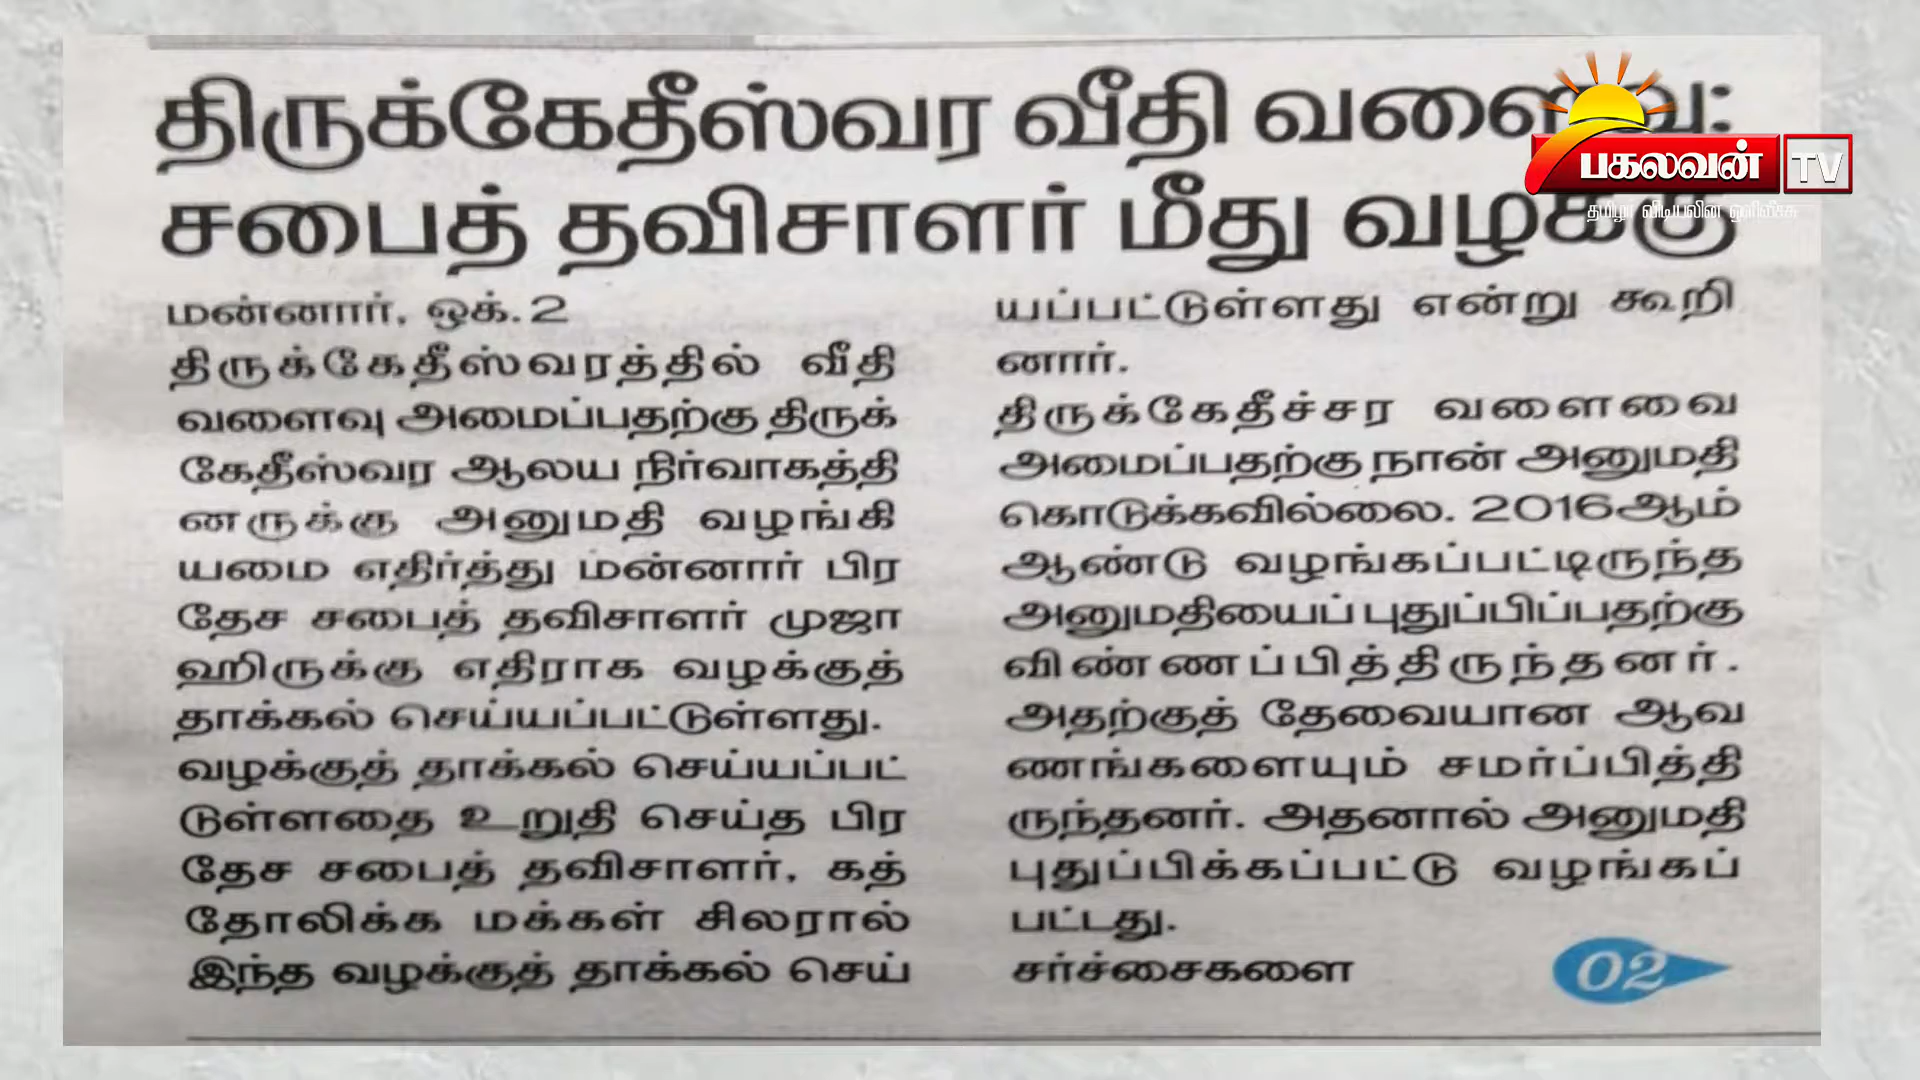 திருக்கேதீஸ்வர வீதி வளைவு:
சபைத் தவிசாளர் மீது வழக்கு
பகலவன் TV
தமிழர் விடியலின் ஒளிவீச்சு
மன்னார், ஒக். 2
திருக்கேதீஸ்வரத்தில் வீதி
வளைவு அமைப்பதற்கு திருக்
கேதீஸ்வர ஆலய நிர்வாகத்தி
னருக்கு அனுமதி வழங்கி
யமை எதிர்த்து மன்னார் பிர
தேச சபைத் தவிசாளர் முஜா
ஹிருக்கு எதிராக வழக்குத்
தாக்கல் செய்யப்பட்டுள்ளது.
வழக்குத் தாக்கல் செய்யப்பட்
டுள்ளதை உறுதி செய்த பிர
தேச சபைத் தவிசாளர், கத்
தோலிக்க மக்கள் சிலரால்
இந்த வழக்குத் தாக்கல் செய்
யப்பட்டுள்ளது என்று கூறி
னார்.
திருக்கேதீச்சர வளைவை
அமைப்பதற்கு நான் அனுமதி
கொடுக்கவில்லை. 2016ஆம்
ஆண்டு வழங்கப்பட்டிருந்த
அனுமதியைப் புதுப்பிப்பதற்கு
விண்ணப்பித்திருந்தனர்.
அதற்குத் தேவையான ஆவ
ணங்களையும் சமர்ப்பித்தி
ருந்தனர். அதனால் அனுமதி
புதுப்பிக்கப்பட்டு வழங்கப்
பட்டது.
சர்ச்சைகளை
02